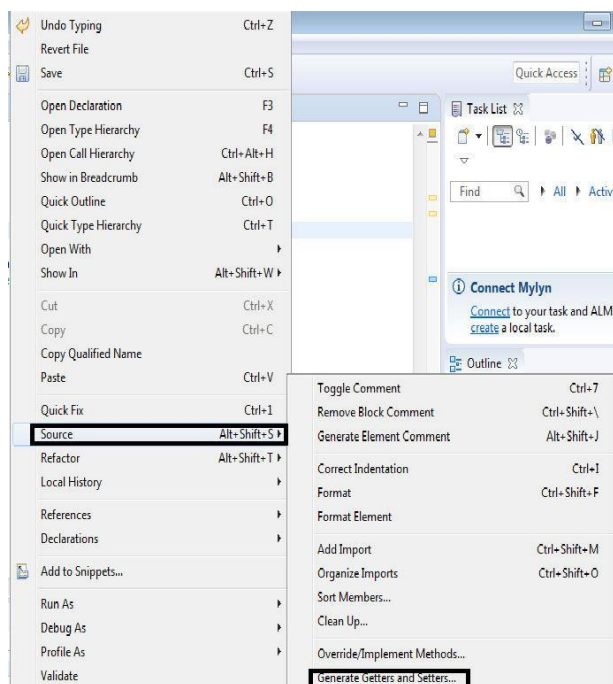 Undo Typing Ctrl+Z
Revert File
Save Ctrl+S
Open Declaration F3
Open Type Hierarchy F4
Open Call Hierarchy Ctrl+Alt+H
Show in Breadcrumb Alt+Shift+B
Quick Outline Ctrl+O
Quick Type Hierarchy Ctrl+T
Open With
Show In Alt+Shift+W
Cut Ctrl+X
Copy Ctrl+C
Copy Qualified Name
Paste Ctrl+V
Quick Fix Ctrl+1
Source Alt+Shift+S
Refactor Alt+Shift+T
Local History
References
Declarations
Add to Snippets...
Run As
Debug As
Profile As
Validate
Quick Access
Task List
Find All Activ
Connect Mylyn
Connect to your task and ALM
create a local task.
Outline
Toggle Comment Ctrl+7
Remove Block Comment Ctrl+Shift+\
Generate Element Comment Alt+Shift+J
Correct Indentation Ctrl+I
Format Ctrl+Shift+F
Format Element
Add Import Ctrl+Shift+M
Organize Imports Ctrl+Shift+O
Sort Members...
Clean Up...
Override/Implement Methods...
Generate Getters and Setters...